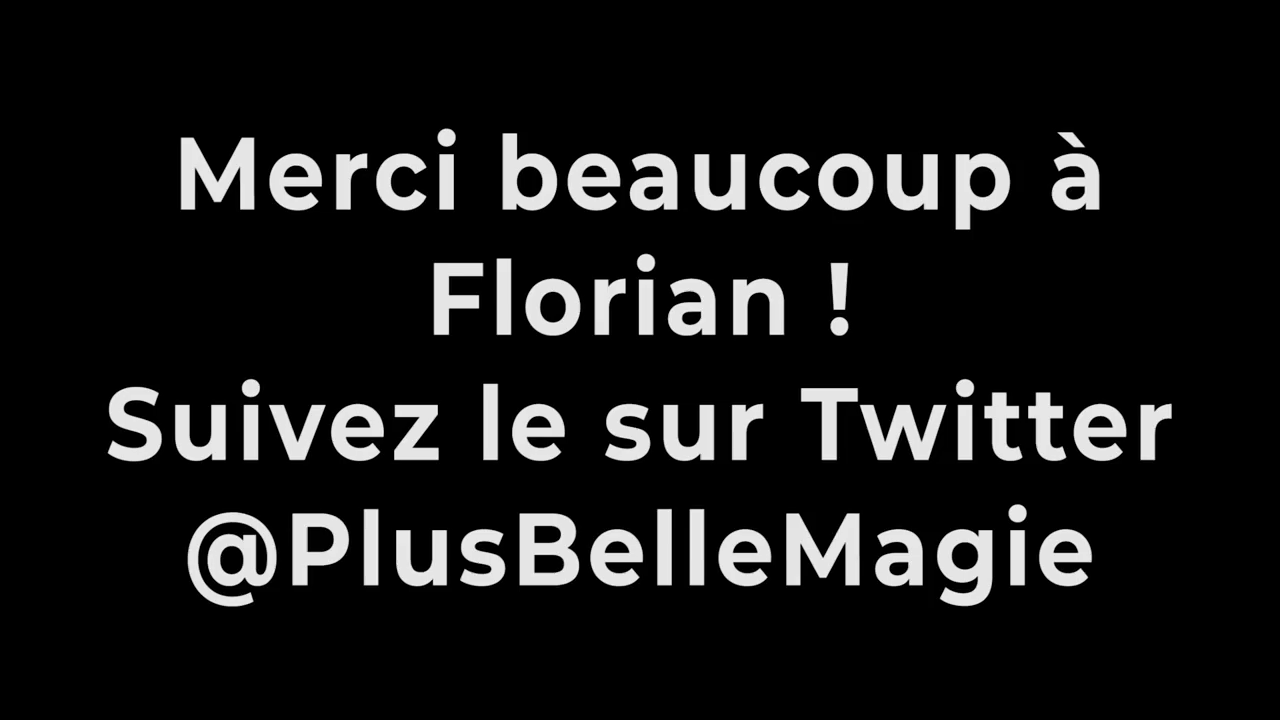 Merci beaucoup à
Florian !
Suivez le sur Twitter
@PlusBelleMagie